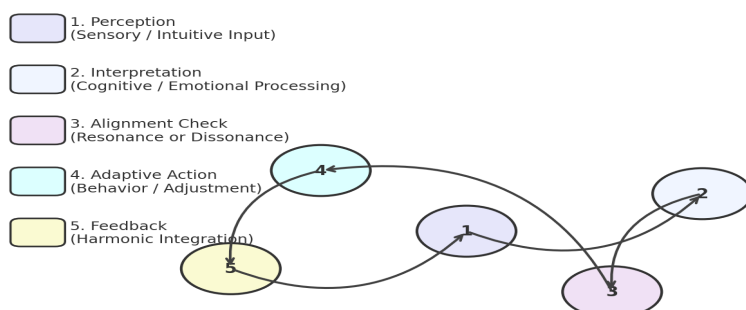 1. Perception
(Sensory / Intuitive Input)
2. Interpretation
(Cognitive / Emotional Processing)
3. Alignment Check
(Resonance or Dissonance)
4. Adaptive Action
(Behavior / Adjustment)
5. Feedback
(Harmonic Integration)
4
2
1
5
3